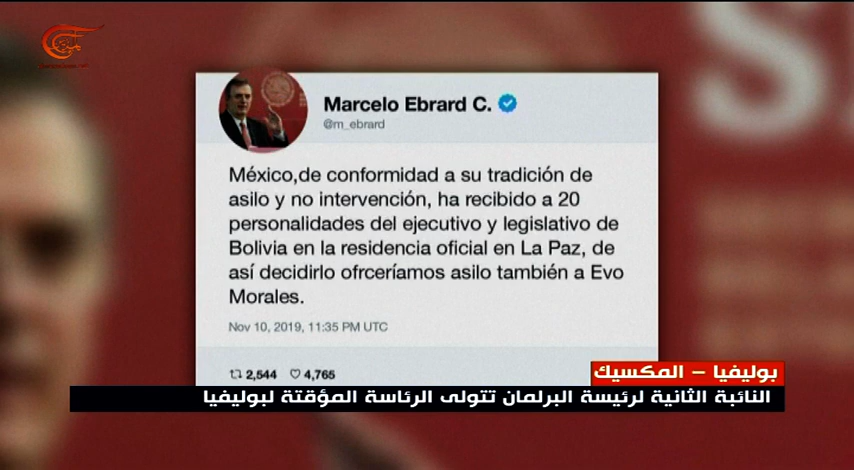 Marcelo Ebrard C.
@m_ebrard
México,de conformidad a su tradición de
asilo y no intervención, ha recibido a 20
personalidades del ejecutivo y legislativo de
Bolivia en la residencia oficial en La Paz, de
así decidirlo ofrceríamos asilo también a Evo
Morales.
Nov 10, 2019, 11:35 PM UTC
2,544 4,765
بوليفيا – المكسيك
النائبة الثانية لرئيسة البرلمان تتولى الرئاسة المؤقتة لبوليفيا